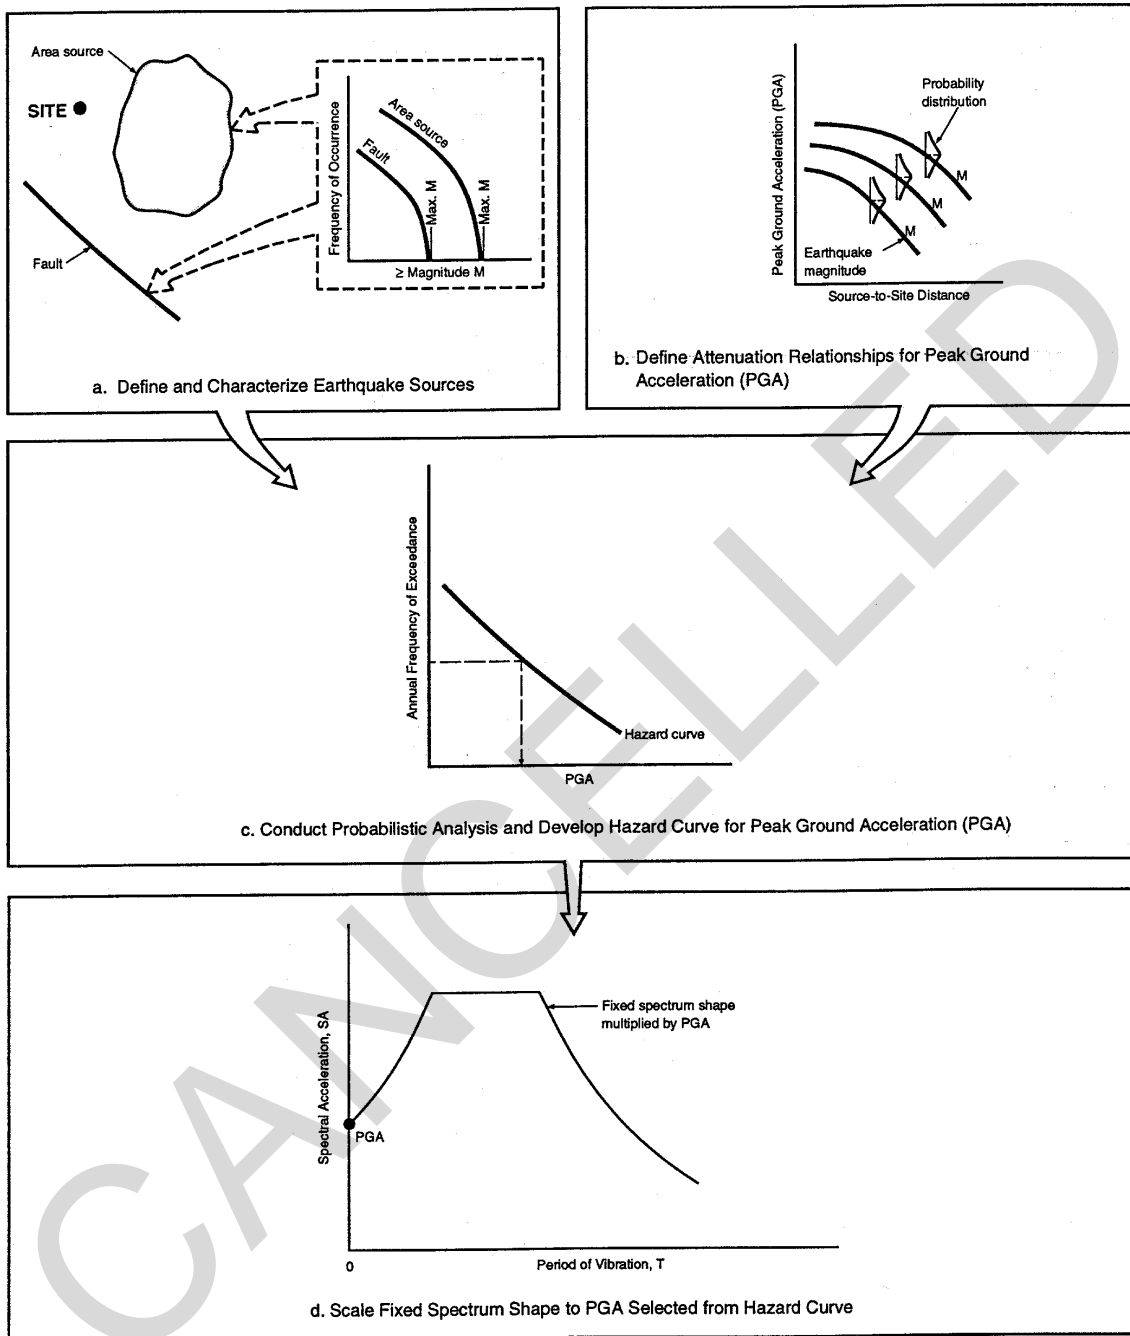 Area source
SITE
Fault
Frequency of Occurrence
Area source
Fault
Max. M
Max. M
≥ Magnitude M
a. Define and Characterize Earthquake Sources
Peak Ground Acceleration (PGA)
Probability
distribution
M
M
M
Earthquake
magnitude
Source-to-Site Distance
b. Define Attenuation Relationships for Peak Ground
Acceleration (PGA)
Annual Frequency of Exceedance
Hazard curve
PGA
c. Conduct Probabilistic Analysis and Develop Hazard Curve for Peak Ground Acceleration (PGA)
Spectral Acceleration, SA
Fixed spectrum shape
multiplied by PGA
PGA
0
Period of Vibration, T
d. Scale Fixed Spectrum Shape to PGA Selected from Hazard Curve
CANCELLED